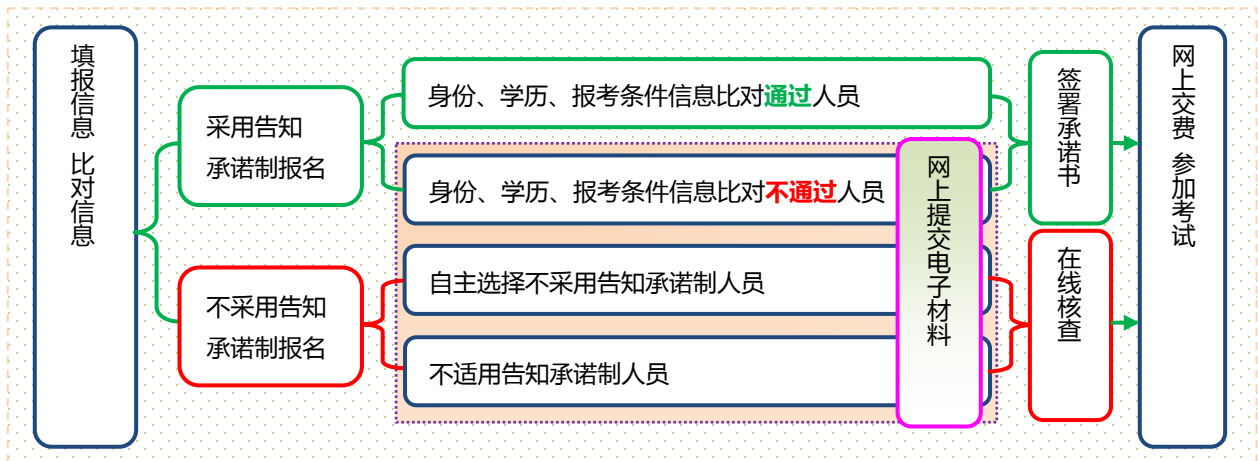 填报信息 比对信息
采用告知
承诺制报名
不采用告知
承诺制报名
身份、学历、报考条件信息比对通过人员
身份、学历、报考条件信息比对不通过人员
自主选择不采用告知承诺制人员
不适用告知承诺制人员
网上提交电子材料
签署承诺书
在线核查
网上交费 参加考试